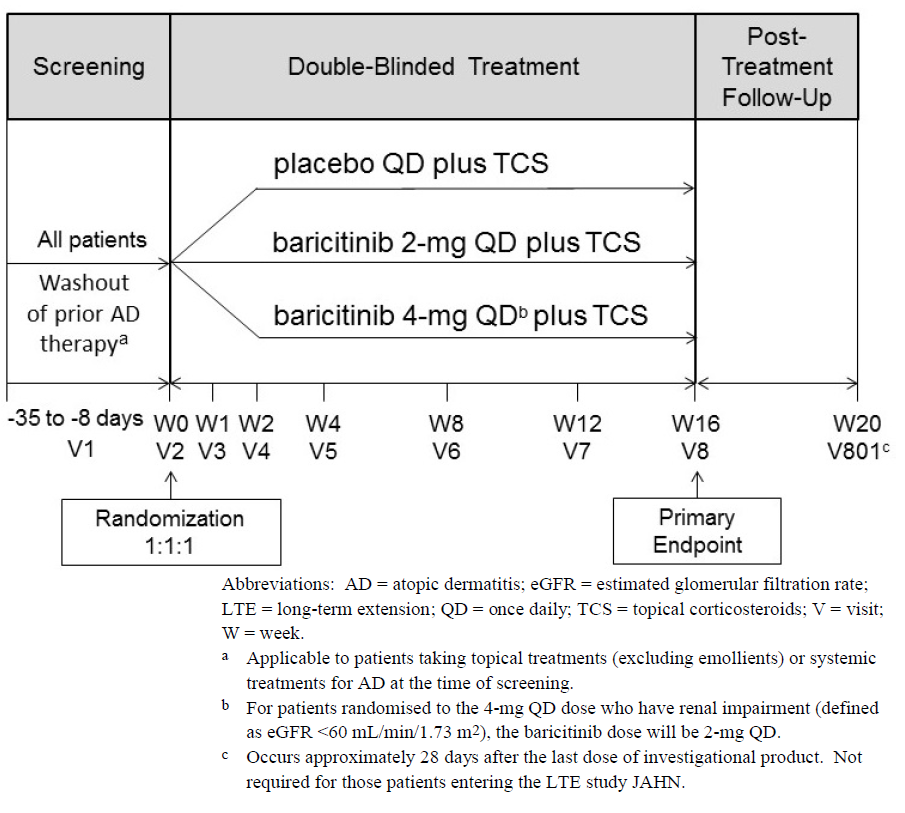 Screening
Double-Blinded Treatment
Post-
Treatment
Follow-Up
placebo QD plus TCS
All patients
baricitinib 2-mg QD plus TCS
Washout
of prior AD
therapyᵃ
baricitinib 4-mg QDᵇ plus TCS
-35 to -8 days W0 W1 W2 W4 W8 W12 W16 W20
V1 V2 V3 V4 V5 V6 V7 V8 V801ᶜ
Randomization
1:1:1
Primary
Endpoint
Abbreviations: AD = atopic dermatitis; eGFR = estimated glomerular filtration rate;
LTE = long-term extension; QD = once daily; TCS = topical corticosteroids; V = visit;
W = week.
a Applicable to patients taking topical treatments (excluding emollients) or systemic
treatments for AD at the time of screening.
b For patients randomised to the 4-mg QD dose who have renal impairment (defined
as eGFR <60 mL/min/1.73 m²), the baricitinib dose will be 2-mg QD.
c Occurs approximately 28 days after the last dose of investigational product. Not
required for those patients entering the LTE study JAHN.